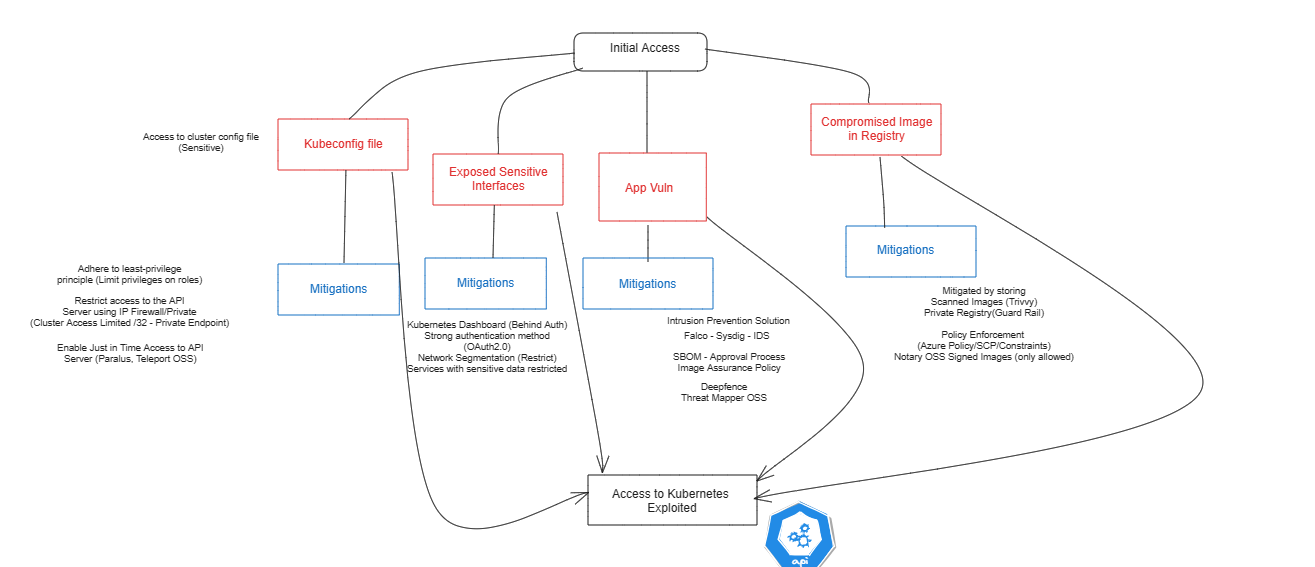 Initial Access
Access to cluster config file
(Sensitive)
Kubeconfig file
Exposed Sensitive
Interfaces
App Vuln
Compromised Image
in Registry
Adhere to least-privilege
principle (Limit privileges on roles)
Restrict access to the API
Server using IP Firewall/Private
(Cluster Access Limited /32 - Private Endpoint)
Enable Just in Time Access to API
Server (Paralus, Teleport OSS)
Mitigations
Mitigations
Kubernetes Dashboard (Behind Auth)
Strong authentication method
(OAuth2.0)
Network Segmentation (Restrict)
Services with sensitive data restricted
Mitigations
Intrusion Prevention Solution
Falco - Sysdig - IDS
SBOM - Approval Process
Image Assurance Policy
Deepfence
Threat Mapper OSS
Mitigations
Mitigated by storing
Scanned Images (Trivvy)
Private Registry(Guard Rail)
Policy Enforcement
(Azure Policy/SCP/Constraints)
Notary OSS Signed Images (only allowed)
Access to Kubernetes
Exploited
api